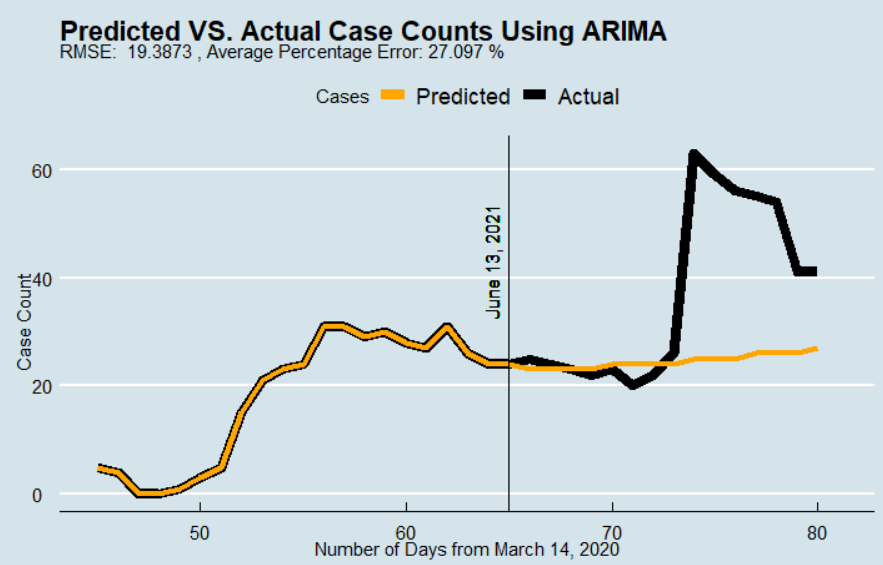 Predicted VS. Actual Case Counts Using ARIMA
RMSE:  19.3873 , Average Percentage Error: 27.097 %
Cases Predicted Actual
60
40
20
0
Case Count
June 13, 2021
50 60 70 80
Number of Days from March 14, 2020